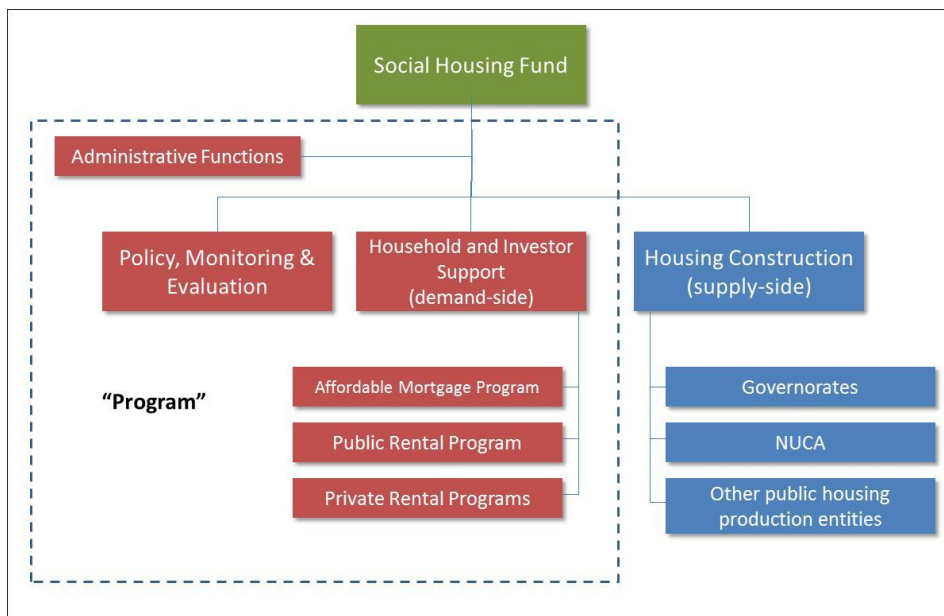 Social Housing Fund
Administrative Functions
Policy, Monitoring &
Evaluation
Household and Investor
Support
(demand-side)
Housing Construction
(supply-side)
“Program”
Affordable Mortgage Program
Public Rental Program
Private Rental Programs
Governorates
NUCA
Other public housing
production entities